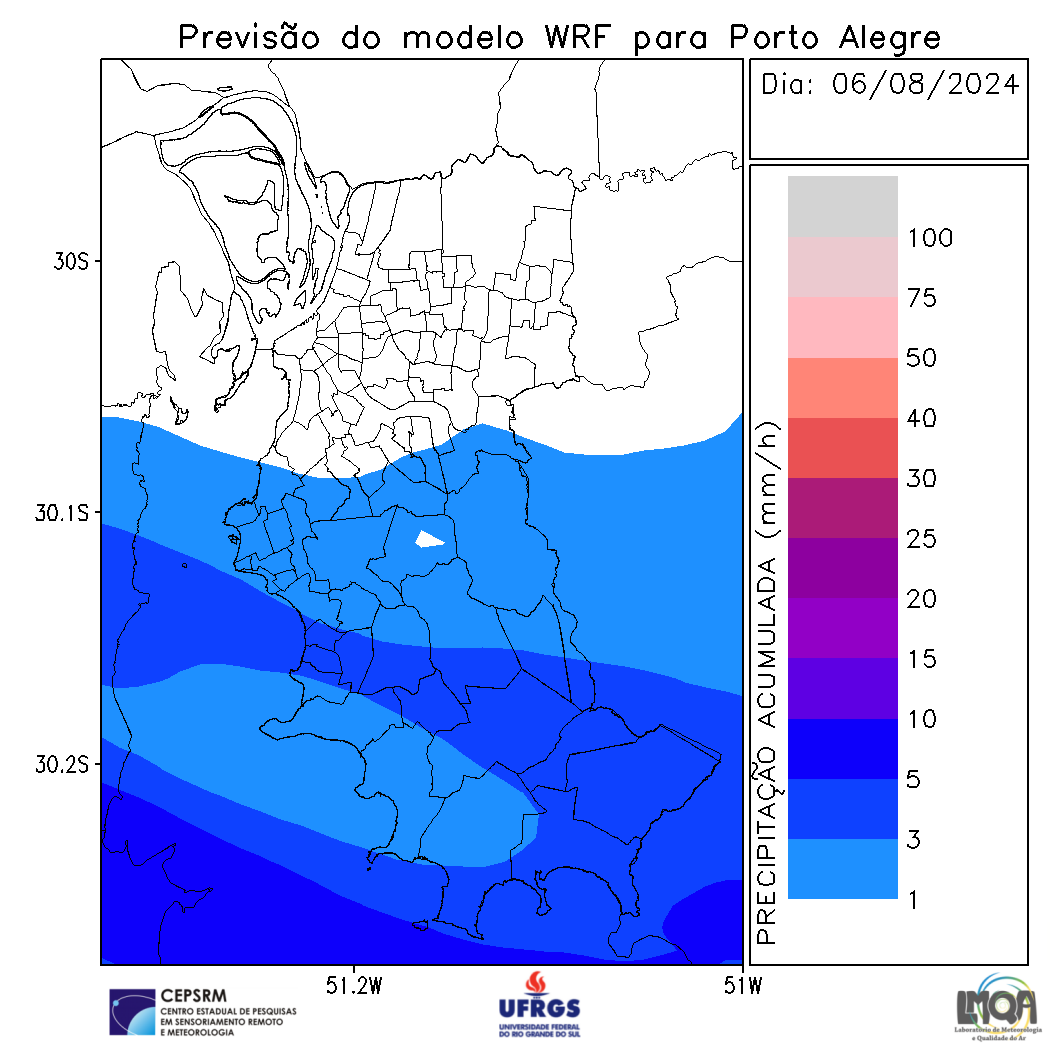 Previsão do modelo WRF para Porto Alegre
Dia: 06/08/2024
30S
30.1S
30.2S
51.2W
51W
PRECIPITAÇÃO ACUMULADA (mm/h)
100
75
50
40
30
25
20
15
10
5
3
1
CEPSRM
CENTRO ESTADUAL DE PESQUISAS
EM SENSORIAMENTO REMOTO
E METEOROLOGIA
UFRGS
UNIVERSIDADE FEDERAL
DO RIO GRANDE DO SUL
LMQA
Laboratório de Meteorologia
e Qualidade do Ar